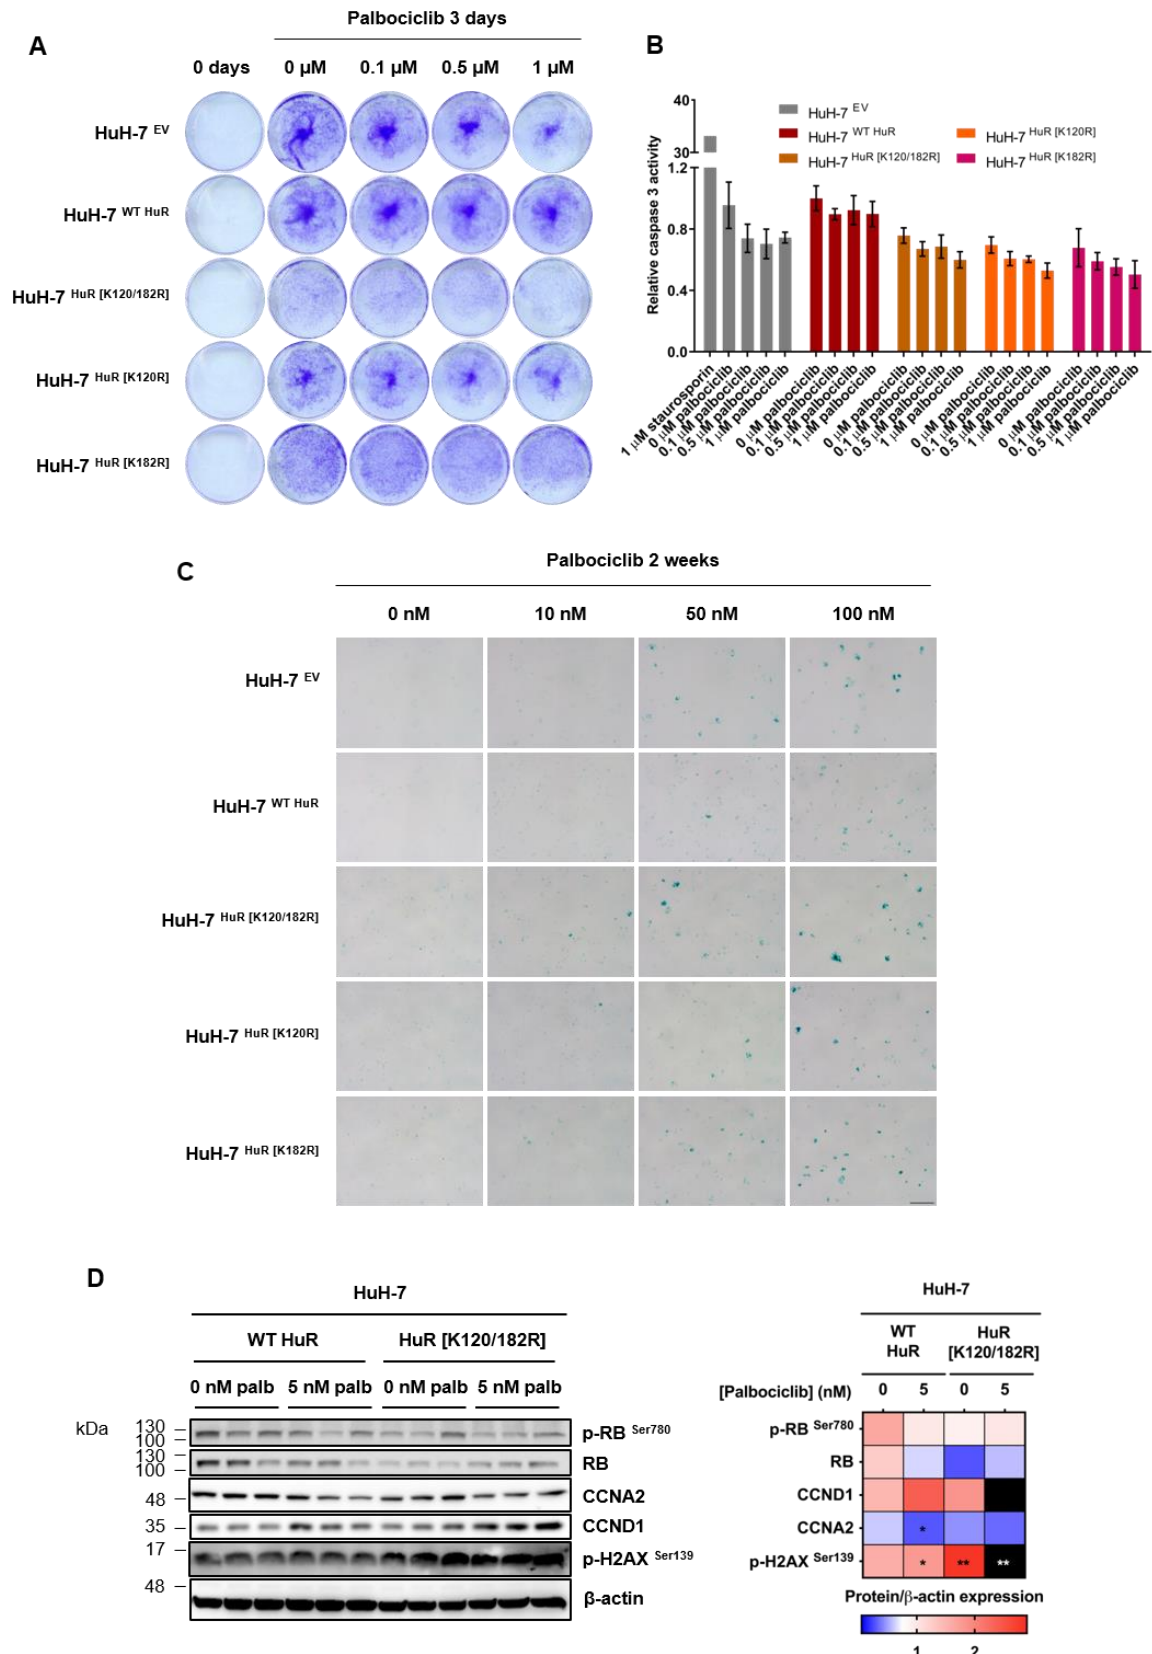 A
Palbociclib 3 days
0 days 0 µM 0.1 µM 0.5 µM 1 µM
HuH-7 EV
HuH-7 WT HuR
HuH-7 HuR [K120/182R]
HuH-7 HuR [K120R]
HuH-7 HuR [K182R]
B
Relative caspase 3 activity
40
30
1.2
0.8
0.4
0.0
HuH-7 EV
HuH-7 WT HuR
HuH-7 HuR [K120/182R]
HuH-7 HuR [K120R]
HuH-7 HuR [K182R]
1 µM staurosporin
0 µM palbociclib
0.1 µM palbociclib
0.5 µM palbociclib
1 µM palbociclib
0 µM palbociclib
0.1 µM palbociclib
0.5 µM palbociclib
1 µM palbociclib
0 µM palbociclib
0.1 µM palbociclib
0.5 µM palbociclib
1 µM palbociclib
0 µM palbociclib
0.1 µM palbociclib
0.5 µM palbociclib
1 µM palbociclib
0 µM palbociclib
0.1 µM palbociclib
0.5 µM palbociclib
1 µM palbociclib
C
Palbociclib 2 weeks
0 nM 10 nM 50 nM 100 nM
HuH-7 EV
HuH-7 WT HuR
HuH-7 HuR [K120/182R]
HuH-7 HuR [K120R]
HuH-7 HuR [K182R]
D
HuH-7
WT HuR HuR [K120/182R]
0 nM palb 5 nM palb 0 nM palb 5 nM palb
kDa
130
100
p-RB Ser780
130
100
RB
48
CCNA2
35
CCND1
17
p-H2AX Ser139
48
β-actin
HuH-7
WT HuR
HuR [K120/182R]
[Palbociclib] (nM) 0 5 0 5
p-RB Ser780
RB
CCND1
CCNA2 *
p-H2AX Ser139 * ** **
Protein/β-actin expression
1 2